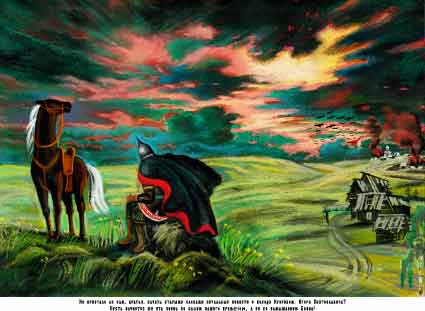 Не пристало ли нам, братья, начать старыми словами печальные повести о походе Игоревом, Игоря Святославича?
Пусть начнется же эта песнь по былям нашего времени, а не по замышлению Бояна!